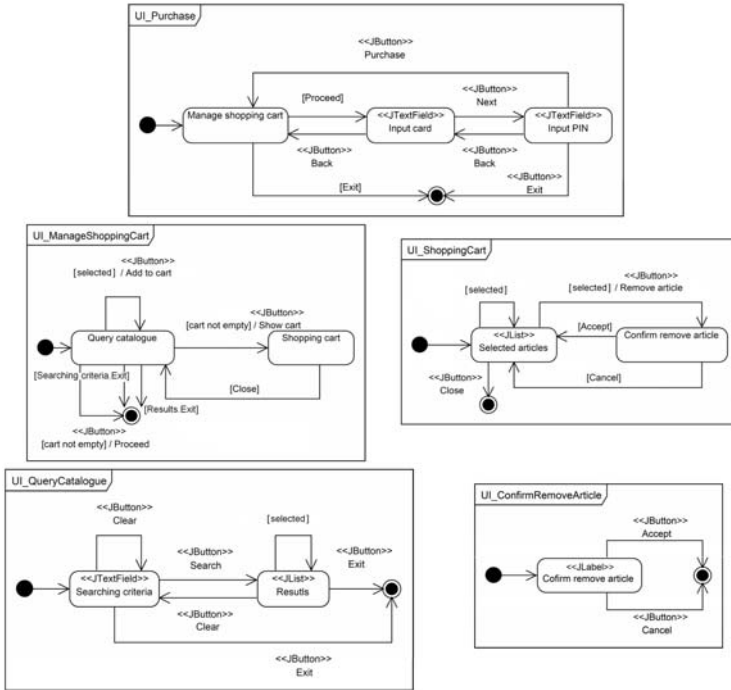 UI_Purchase
<<JButton>>
Purchase
[Proceed]
<<JButton>>
Next
Manage shopping cart
<<JTextField>>
Input card
<<JTextField>>
Input PIN
<<JButton>>
Back
<<JButton>>
Back
[Exit]
<<JButton>>
Exit
UI_ManageShoppingCart
<<JButton>>
[selected] / Add to cart
<<JButton>>
[cart not empty] / Show cart
Query catalogue
Shopping cart
[Searching criteria.Exit]
[Close]
[Results.Exit]
<<JButton>>
[cart not empty] / Proceed
UI_ShoppingCart
<<JButton>>
[selected]
[selected] / Remove article
<<JList>>
Selected articles
[Accept]
Confirm remove article
[Cancel]
<<JButton>>
Close
UI_QueryCatalogue
<<JButton>>
Clear
[selected]
<<JButton>>
Search
<<JButton>>
Exit
<<JTextField>>
Searching criteria
<<JList>>
Resutls
<<JButton>>
Clear
<<JButton>>
Exit
UI_ConfirmRemoveArticle
<<JButton>>
Accept
<<JLabel>>
Cofirm remove article
<<JButton>>
Cancel